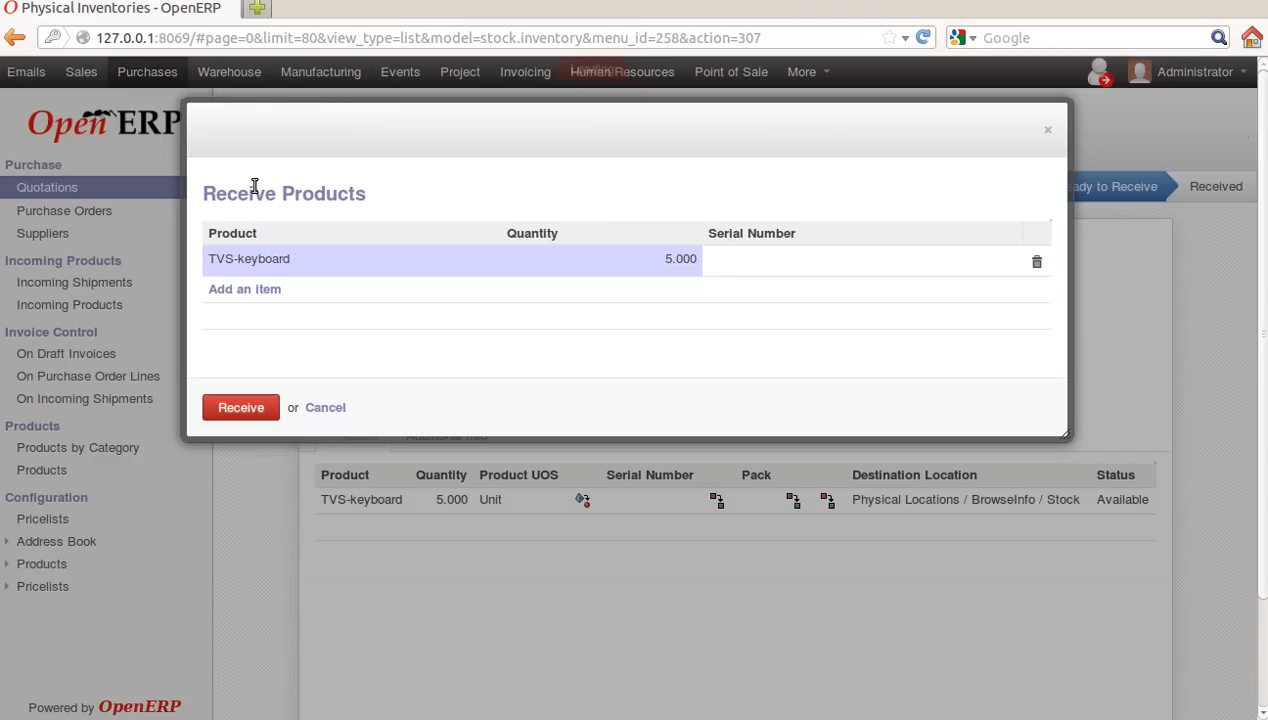 Physical Inventories - OpenERP
127.0.0.1:8069/#page=0&limit=80&view_type=list&model=stock.inventory&menu_id=258&action=307
Google
Emails Sales Purchases Warehouse Manufacturing Events Project Invoicing Human Resources Point of Sale More Administrator
Open ERP
Purchase
Quotations
Purchase Orders
Suppliers
Incoming Products
Incoming Shipments
Incoming Products
Invoice Control
On Draft Invoices
On Purchase Order Lines
On Incoming Shipments
Products
Products by Category
Products
Configuration
Pricelists
Address Book
Products
Pricelists
Powered by OpenERP
ady to Receive Received
×
Receive Products
Product Quantity Serial Number
TVS-keyboard 5.000
Add an item
Receive or Cancel
Product Quantity Product UOS Serial Number Pack Destination Location Status
TVS-keyboard 5.000 Unit Physical Locations / BrowseInfo / Stock Available